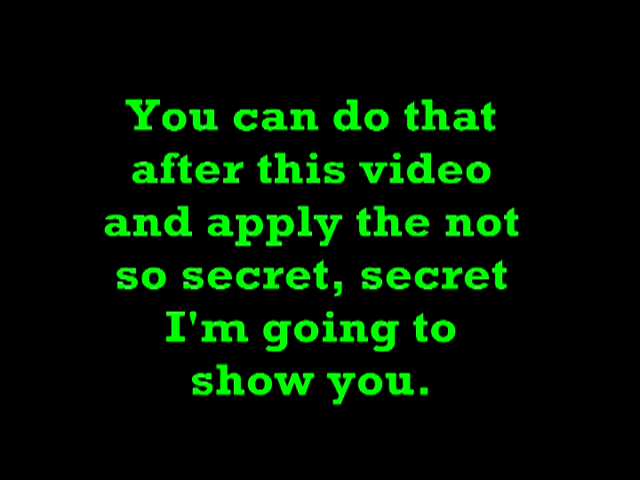 You can do that
after this video
and apply the not
so secret, secret
I'm going to
show you.